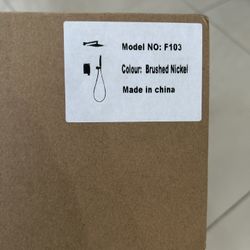 Model NO: F103
Colour: Brushed Nickel
Made in china